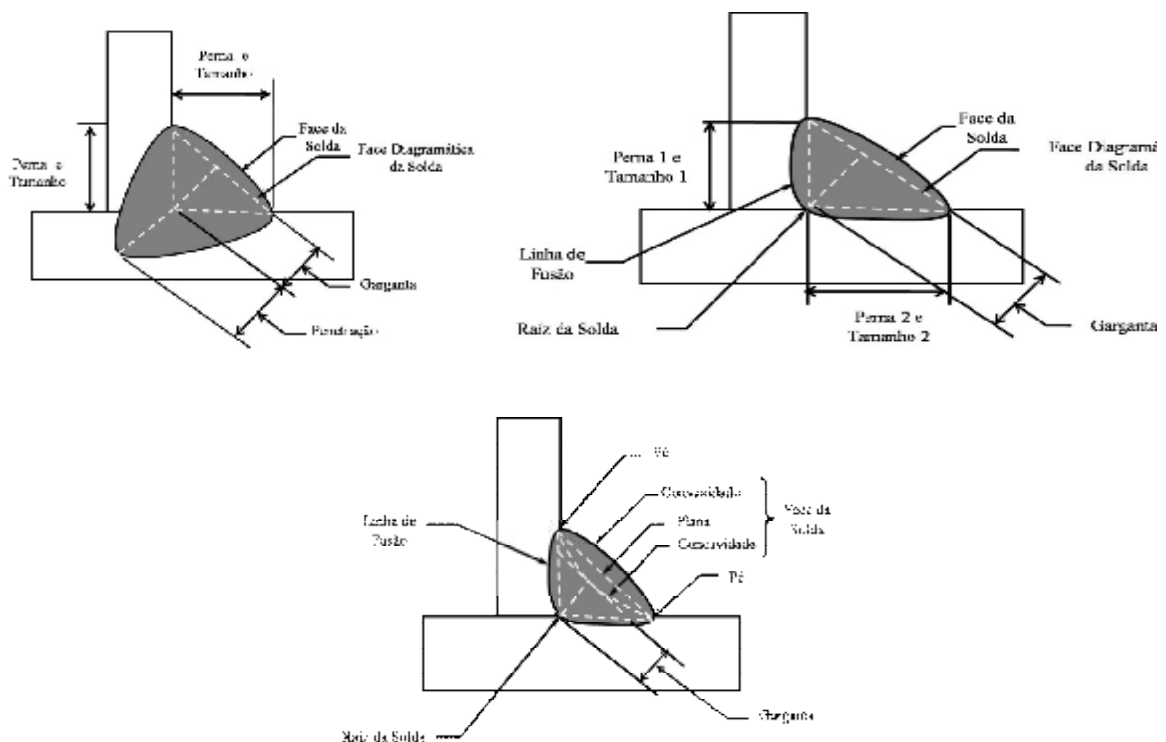 Perna e
Tamanho
Perna e
Tamanho
Face da
Solda
Face Diagramática
da Solda
Garganta
Penetração
Perna 1 e
Tamanho 1
Face da
Solda
Face Diagramá
da Solda
Linha de
Fusão
Raiz da Solda
Perna 2 e
Tamanho 2
Garganta
Pé
Convexidade
Plana
Concavidade
Face da
Solda
Linha de
Fusão
Pé
Garganta
Raiz da Solda